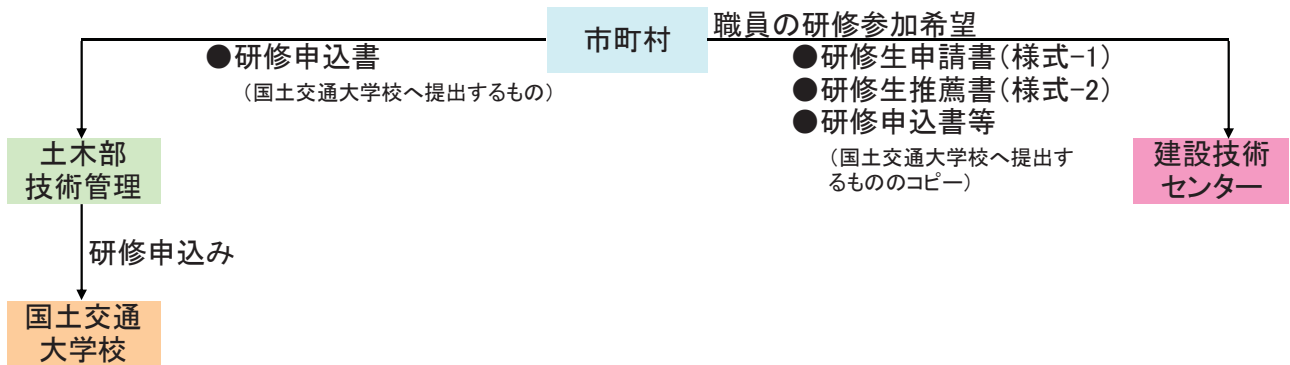 市町村
職員の研修参加希望
●研修申込書
（国土交通大学校へ提出するもの）
●研修生申請書（様式-1）
●研修生推薦書（様式-2）
●研修申込書等
（国土交通大学校へ提出す
るもののコピー）
土木部
技術管理
建設技術
センター
研修申込み
国土交通
大学校